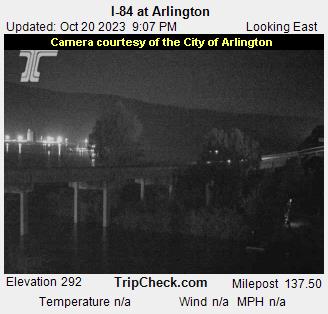 I-84 at Arlington
Updated: Oct 20 2023 9:07 PM Looking East
Camera courtesy of the City of Arlington
Elevation 292 TripCheck.com Milepost 137.50
Temperature n/a Wind n/a MPH n/a